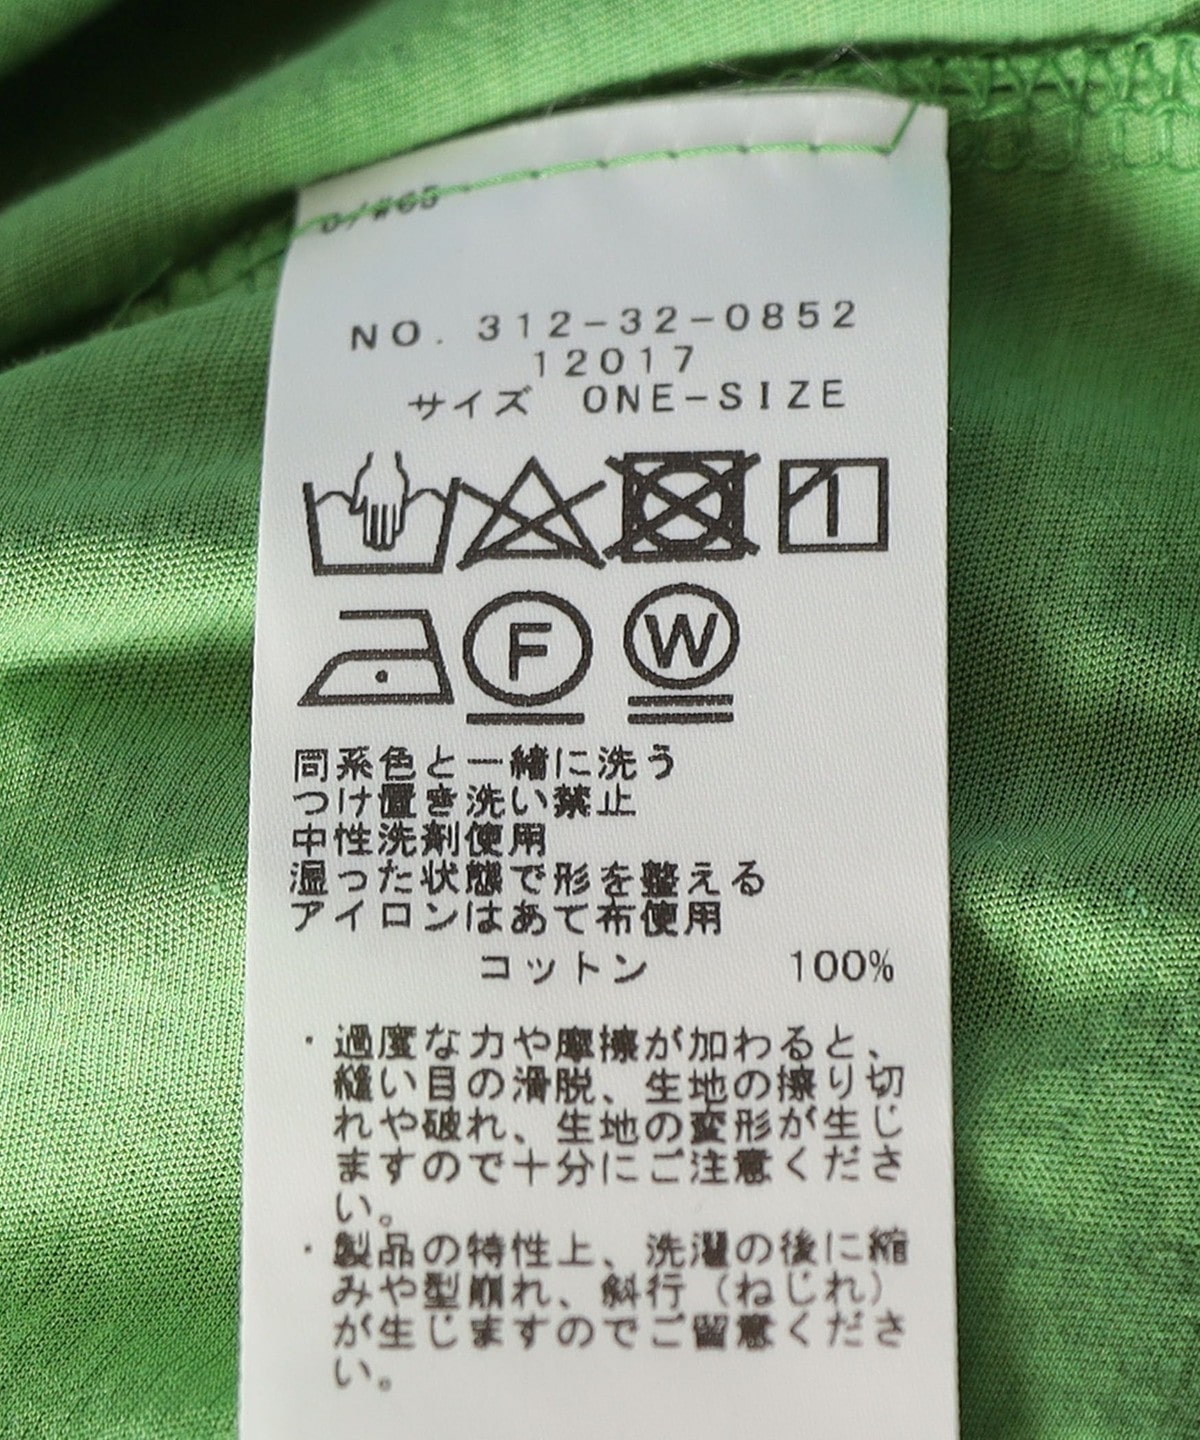 NO. 312-32-0852
12017
サイズ ONE-SIZE
F W
同系色と一緒に洗う
つけ置き洗い禁止
中性洗剤使用
湿った状態で形を整える
アイロンはあて布使用
コットン 100%
・過度な力や摩擦が加わると、
縫い目の滑脱、生地の擦り切
れや破れ、生地の変形が生じ
ますので十分にご注意くださ
い。
・製品の特性上、洗濯の後に縮
みや型崩れ、斜行（ねじれ）
が生じますのでご留意くださ
い。